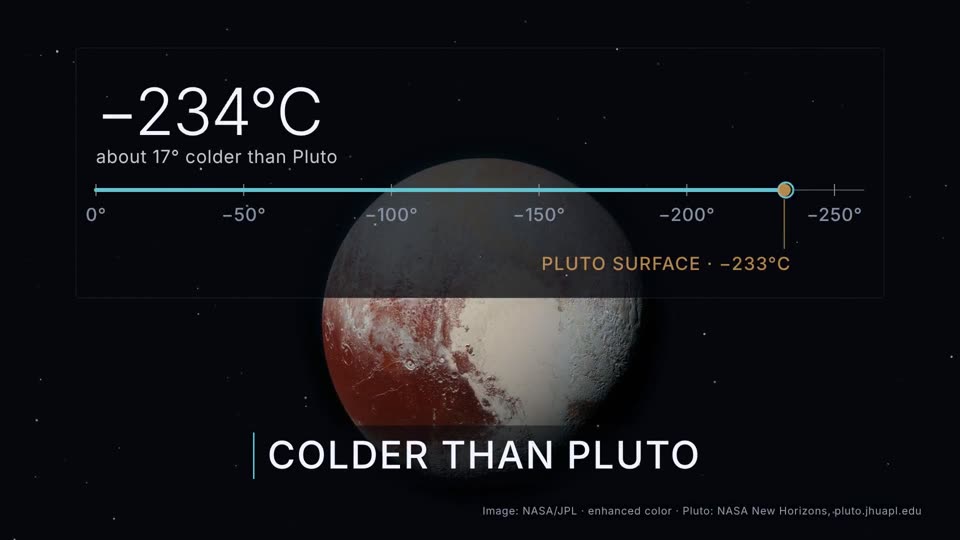 −234°C
about 17° colder than Pluto
0° −50° −100° −150° −200° −250°
PLUTO SURFACE · −233°C
COLDER THAN PLUTO
Image: NASA/JPL · enhanced color · Pluto: NASA New Horizons, pluto.jhuapl.edu